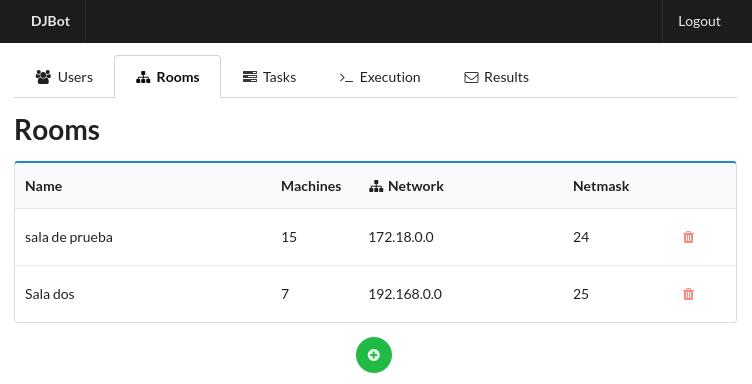 DJBot Logout
Users Rooms Tasks Execution Results
Rooms
Name Machines Network Netmask
sala de prueba 15 172.18.0.0 24
Sala dos 7 192.168.0.0 25